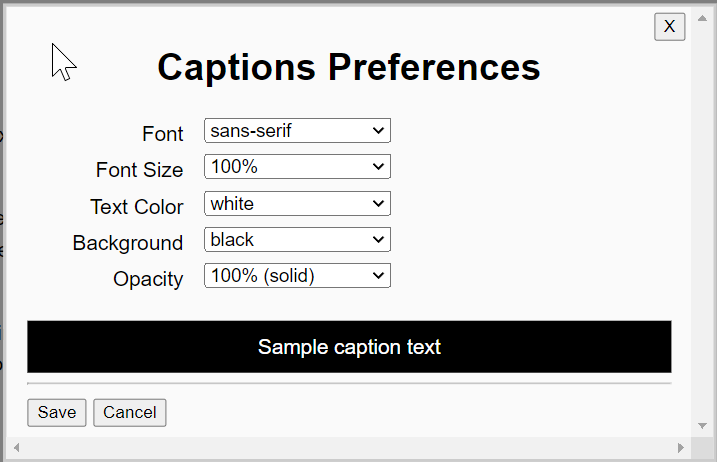 X
Captions Preferences
Font sans-serif
Font Size 100%
Text Color white
Background black
Opacity 100% (solid)
Sample caption text
Save Cancel